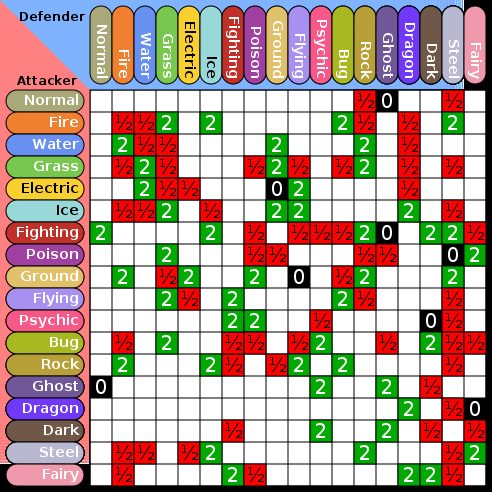 Defender
Normal Fire Water Grass Electric Ice Fighting Poison Ground Flying Psychic Bug Rock Ghost Dragon Dark Steel Fairy
Attacker
Normal ½ 0 ½
Fire ½ ½ 2 2 2 ½ ½ 2
Water 2 ½ ½ 2 2 ½
Grass ½ 2 ½ ½ 2 ½ ½ 2 ½ ½
Electric 2 ½ ½ 0 2 ½
Ice ½ ½ 2 ½ 2 2 2 ½
Fighting 2 2 ½ ½ ½ ½ 2 0 2 2 ½
Poison 2 ½ ½ ½ ½ 0 2
Ground 2 ½ 2 2 0 ½ 2 2
Flying 2 ½ 2 2 ½ ½
Psychic 2 2 ½ 0 ½
Bug ½ 2 ½ ½ ½ 2 ½ 2 ½ ½
Rock 2 2 ½ ½ 2 2 ½
Ghost 0 2 2 ½
Dragon 2 ½ 0
Dark ½ 2 2 ½ ½
Steel ½ ½ ½ 2 2 ½ 2
Fairy ½ 2 ½ 2 2 ½